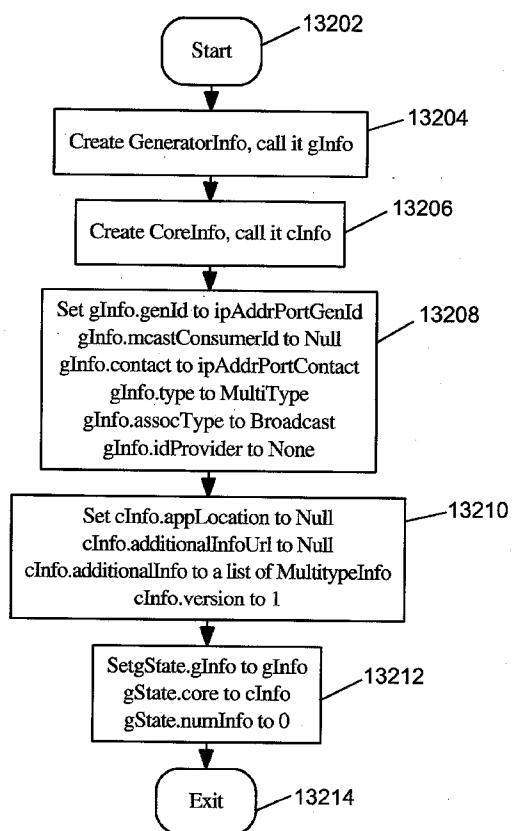 Start
13202
Create GeneratorInfo, call it gInfo
13204
Create CoreInfo, call it cInfo
13206
Set gInfo.genId to ipAddrPortGenId
gInfo.mcastConsumerId to Null
gInfo.contact to ipAddrPortContact
gInfo.type to MultiType
gInfo.assocType to Broadcast
gInfo.idProvider to None
13208
Set cInfo.appLocation to Null
cInfo.additionalInfoUrl to Null
cInfo.additionalInfo to a list of MultitypeInfo
cInfo.version to 1
13210
SetgState.gInfo to gInfo
gState.core to cInfo
gState.numInfo to 0
13212
Exit
13214